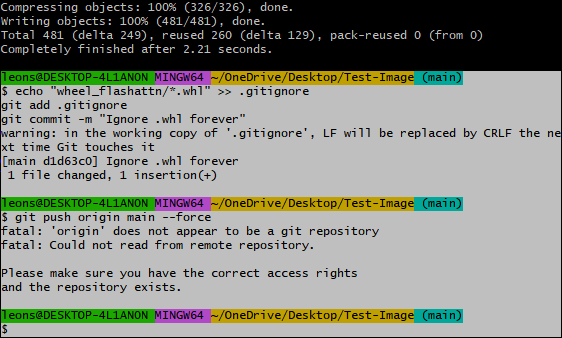 Compressing objects: 100% (326/326), done.
Writing objects: 100% (481/481), done.
Total 481 (delta 249), reused 260 (delta 129), pack-reused 0 (from 0)
Completely finished after 2.21 seconds.
leons@DESKTOP-4L1ANON MINGW64 ~/OneDrive/Desktop/Test-Image (main)
$ echo "wheel_flashattn/*.whl" >> .gitignore
git add .gitignore
git commit -m "Ignore .whl forever"
warning: in the working copy of '.gitignore', LF will be replaced by CRLF the ne
xt time Git touches it
[main d1d63c0] Ignore .whl forever
 1 file changed, 1 insertion(+)
leons@DESKTOP-4L1ANON MINGW64 ~/OneDrive/Desktop/Test-Image (main)
$ git push origin main --force
fatal: 'origin' does not appear to be a git repository
fatal: Could not read from remote repository.
Please make sure you have the correct access rights
and the repository exists.
leons@DESKTOP-4L1ANON MINGW64 ~/OneDrive/Desktop/Test-Image (main)
$